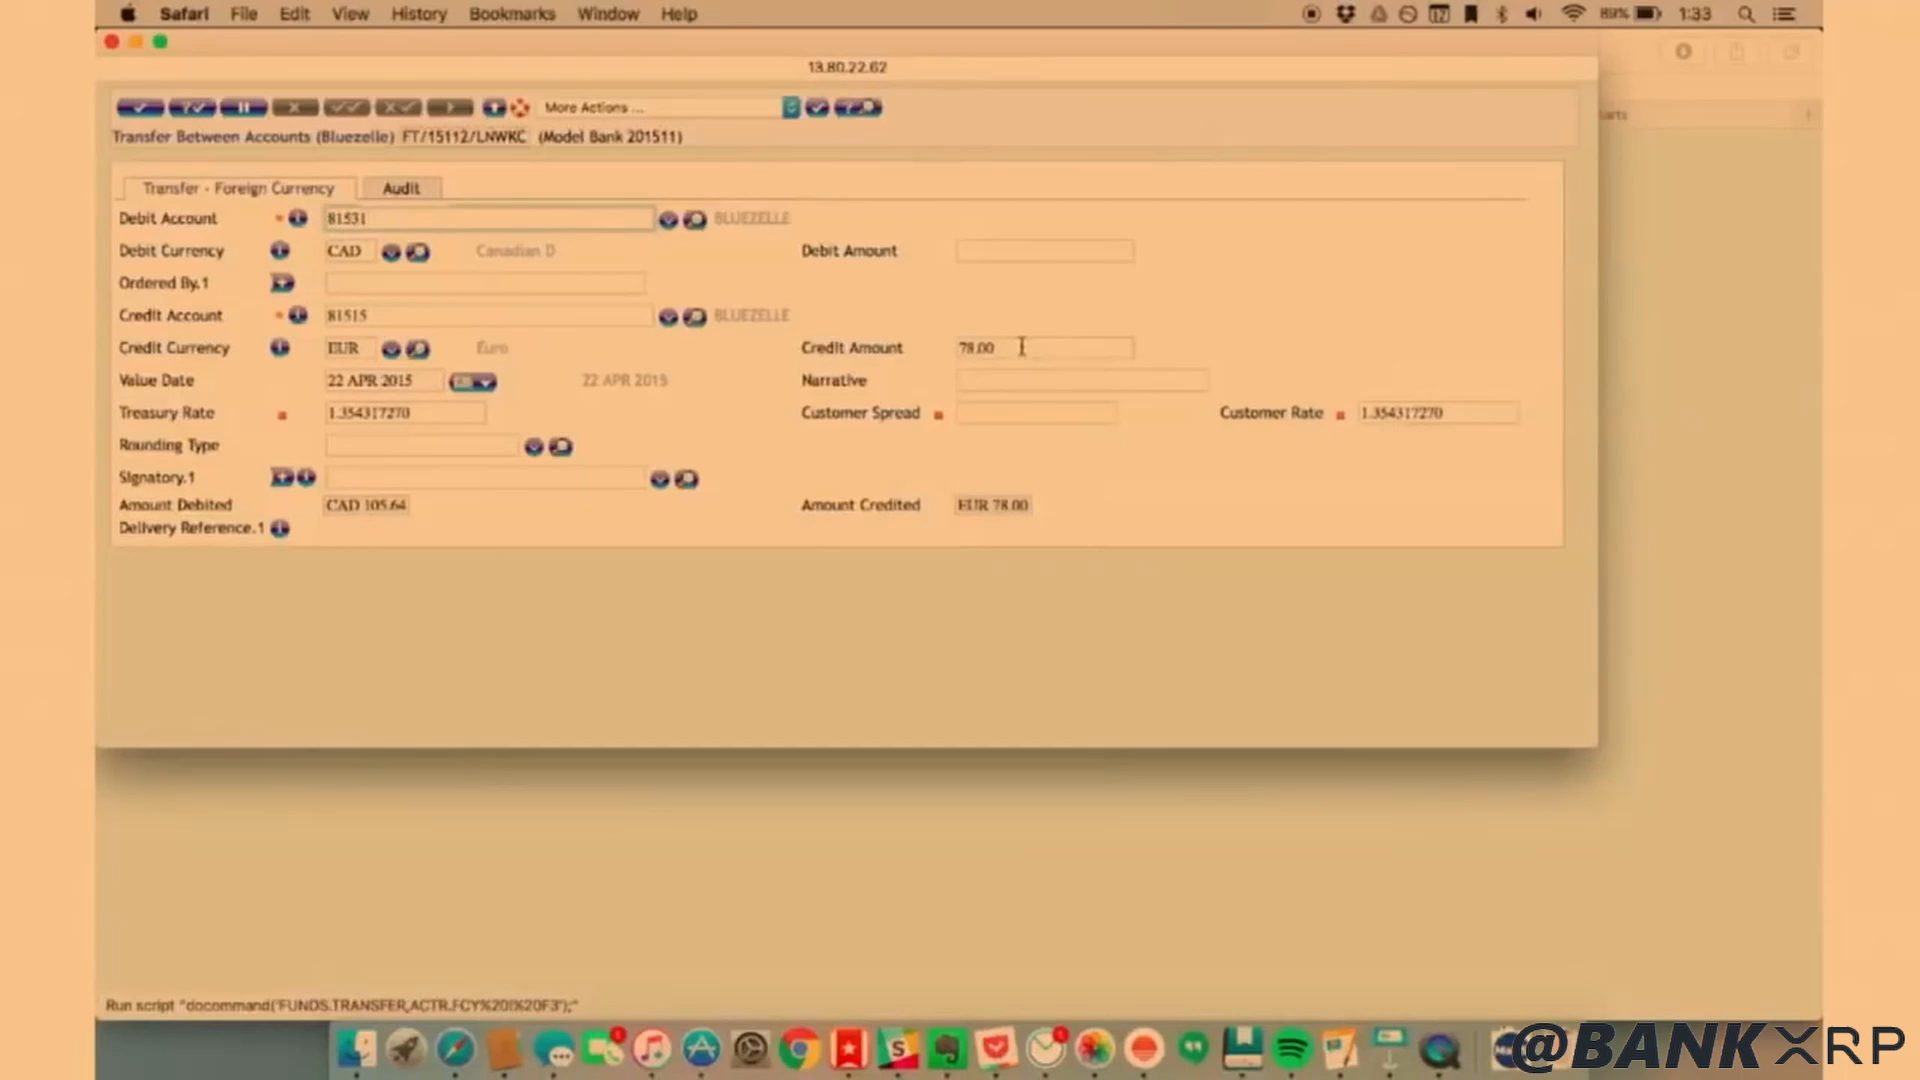 Safari File Edit View History Bookmarks Window Help 89% 1:33
13.80.22.62
More Actions ...
Transfer Between Accounts (Bluezelle) FT/15112/LNWKC (Model Bank 201511)
Transfer - Foreign Currency Audit
Debit Account 81531 BLUEZELLE
Debit Currency CAD Canadian D Debit Amount
Ordered By.1
Credit Account 81515 BLUEZELLE
Credit Currency EUR Euro Credit Amount 78.00
Value Date 22 APR 2015 22 APR 2015 Narrative
Treasury Rate 1.354317270 Customer Spread Customer Rate 1.354317270
Rounding Type
Signatory.1
Amount Debited CAD 105.64 Amount Credited EUR 78.00
Delivery Reference.1
Run script "docommand('FUNDS.TRANSFER,ACTR.FCY%20I%20F3');"
@BANKXRP